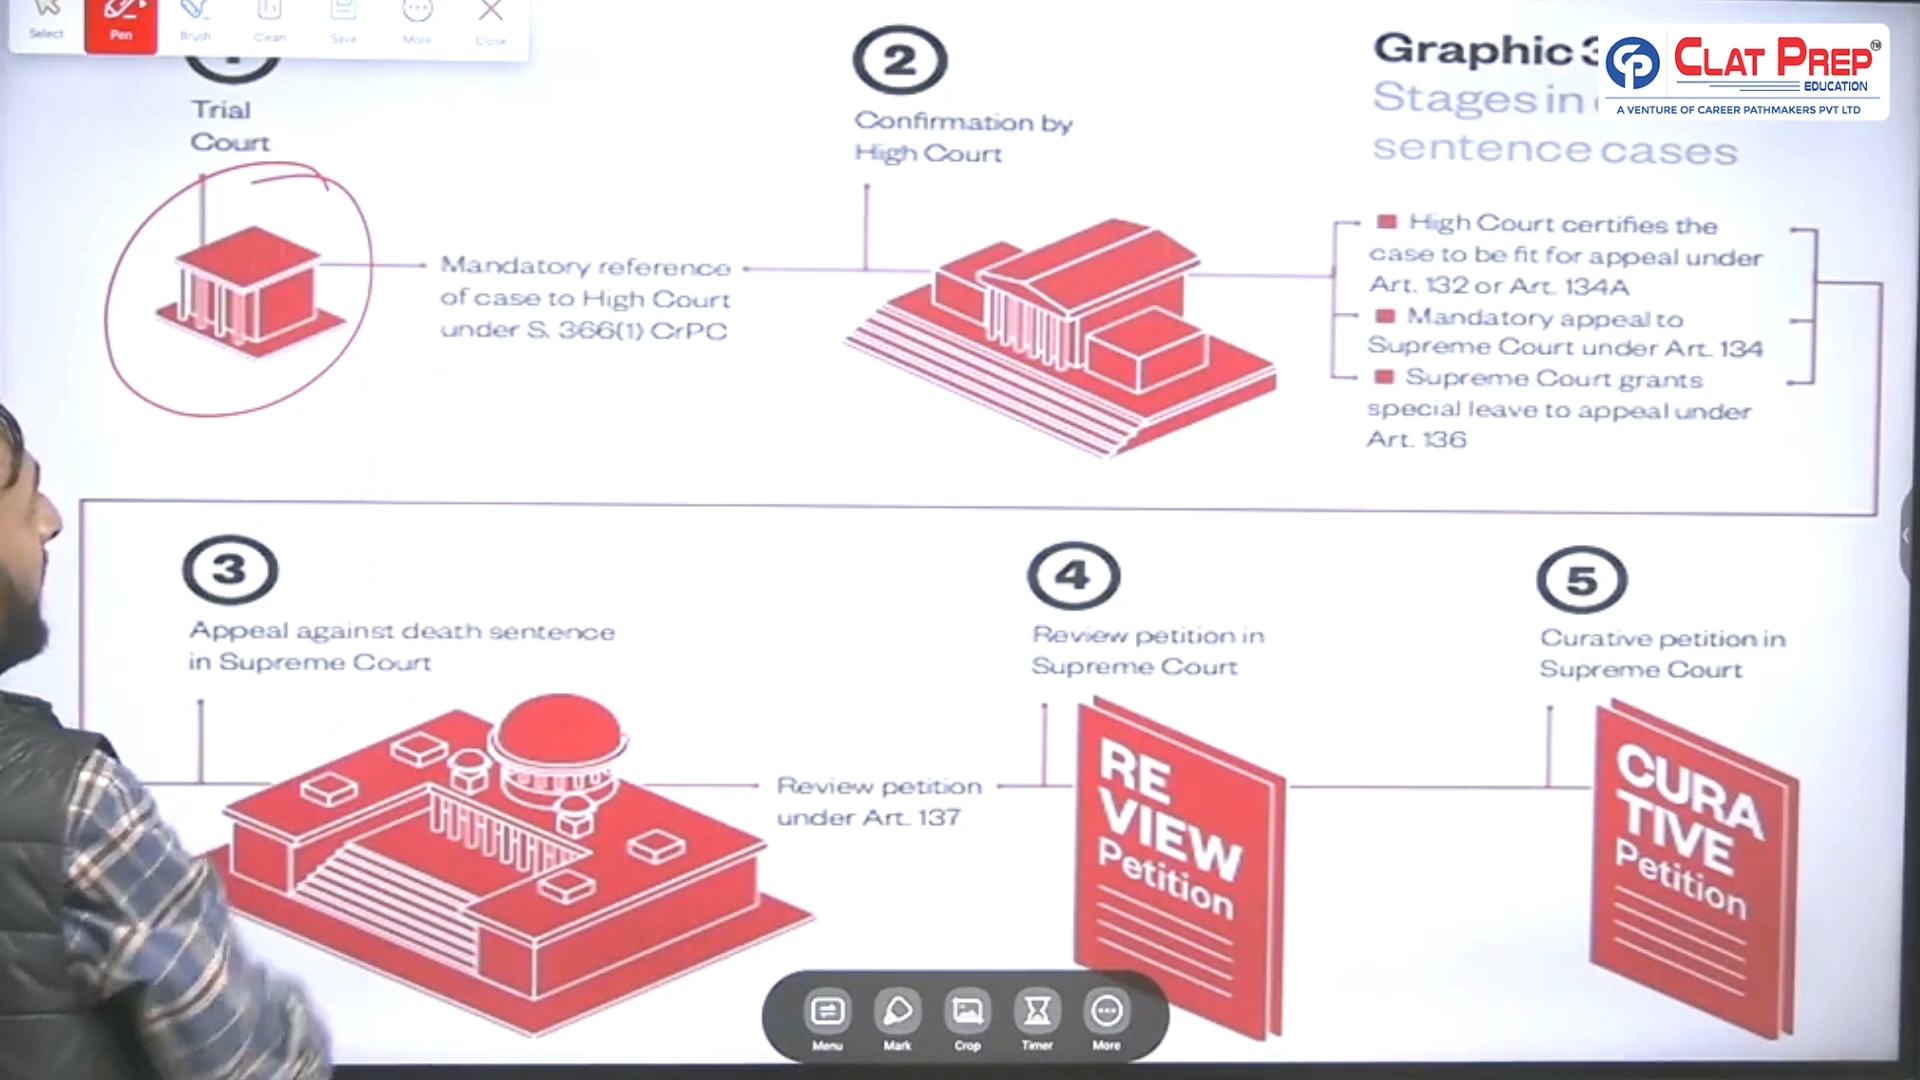 Select
Pen
Brush
Clean
Save
More
Close
Trial
Court
2
Confirmation by
High Court
Graphic 3
Stages in
sentence cases
CLAT PREP
TM
EDUCATION
A VENTURE OF CAREER PATHMAKERS PVT LTD
Mandatory reference
of case to High Court
under S. 366(1) CrPC
High Court certifies the
case to be fit for appeal under
Art. 132 or Art. 134A
Mandatory appeal to
Supreme Court under Art. 134
Supreme Court grants
special leave to appeal under
Art. 136
3
Appeal against death sentence
in Supreme Court
Review petition
under Art. 137
4
Review petition in
Supreme Court
RE
VIEW
Petition
5
Curative petition in
Supreme Court
CURA
TIVE
Petition
Menu
Mark
Crop
Timer
More